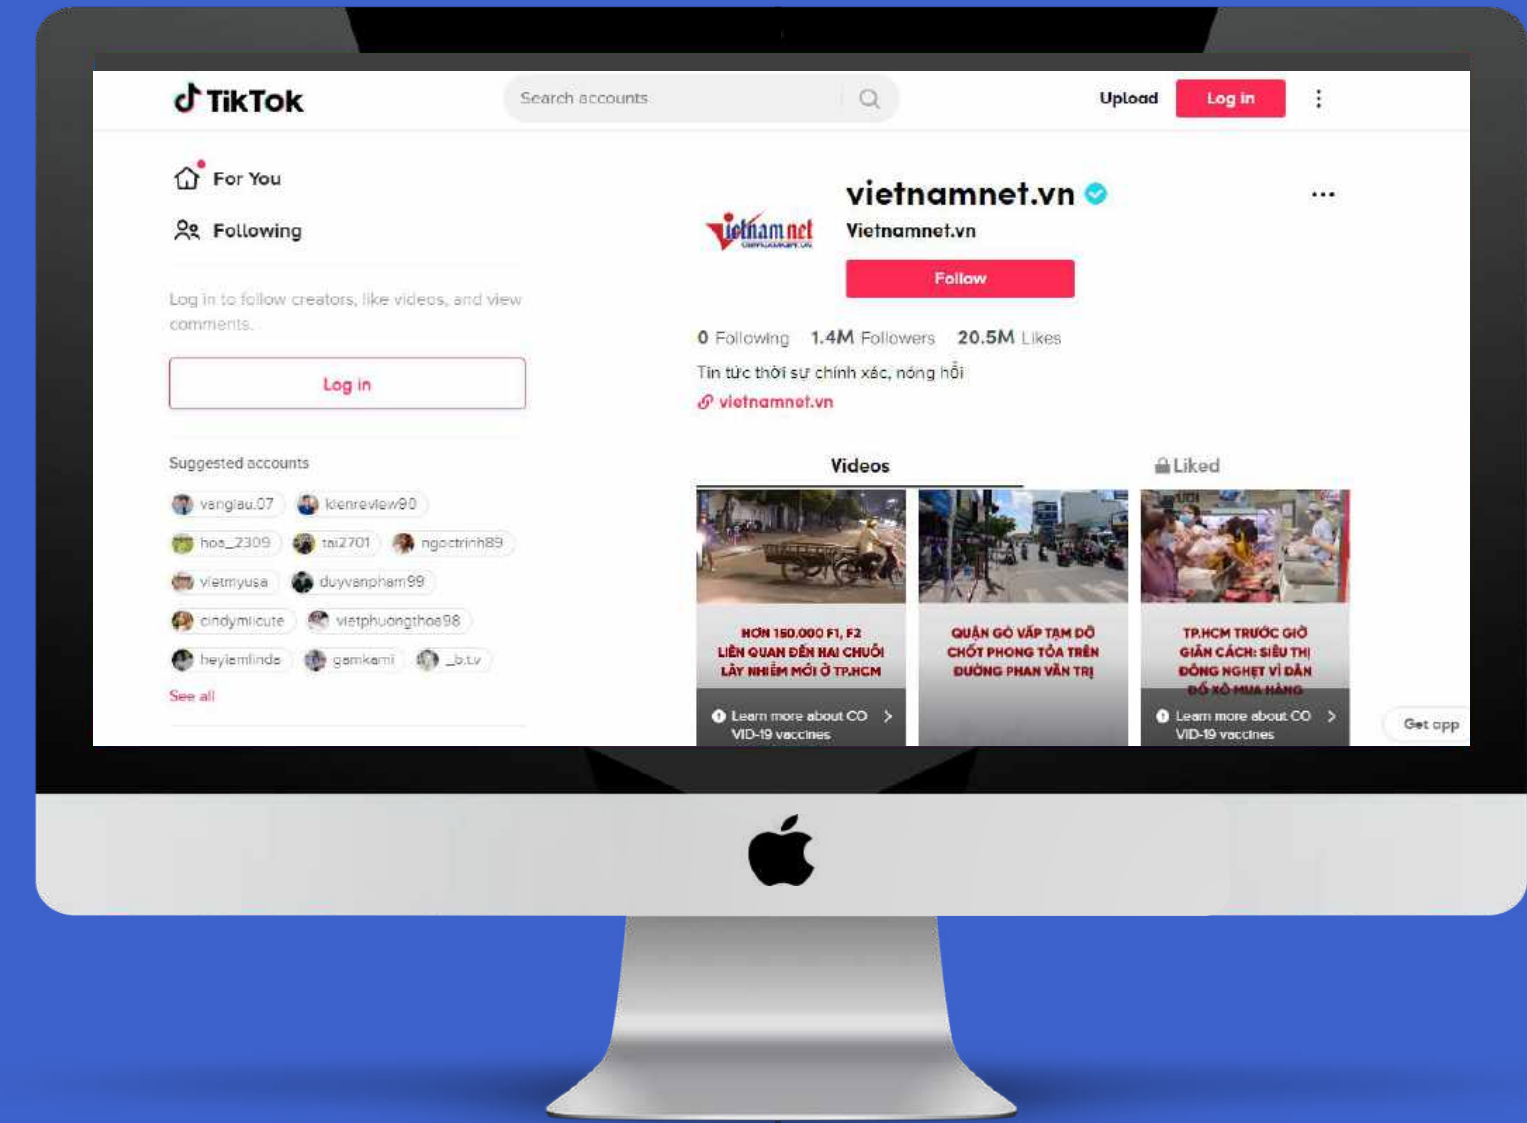 TikTok
Search accounts
Upload
Log in
For You
Following
Log in to follow creators, like videos, and view
comments.
Log in
Suggested accounts
vangiau.07
kienreview90
hoa_2309
tai2701
ngoctrinh89
vietmyusa
duyvanpham99
cindymiicute
vietphuongthoa98
heyiamlinda
gamkami
_b.t.v
See all
vietnamnet.vn
Vietnamnet.vn
vietnamnet
Follow
0 Following 1.4M Followers 20.5M Likes
Tin tức thời sự chính xác, nóng hổi
vietnamnet.vn
Videos
Liked
HƠN 150.000 F1, F2
LIÊN QUAN ĐẾN HAI CHUỖI
LÂY NHIỄM MỚI Ở TP.HCM
Learn more about CO
VID-19 vaccines
QUẬN GÒ VẤP TẠM DỠ
CHỐT PHONG TỎA TRÊN
ĐƯỜNG PHAN VĂN TRỊ
TP.HCM TRƯỚC GIỜ
GIÃN CÁCH: SIÊU THỊ
ĐÔNG NGHẸT VÌ DÂN
ĐỔ XÔ MUA HÀNG
Learn more about CO
VID-19 vaccines
Get app